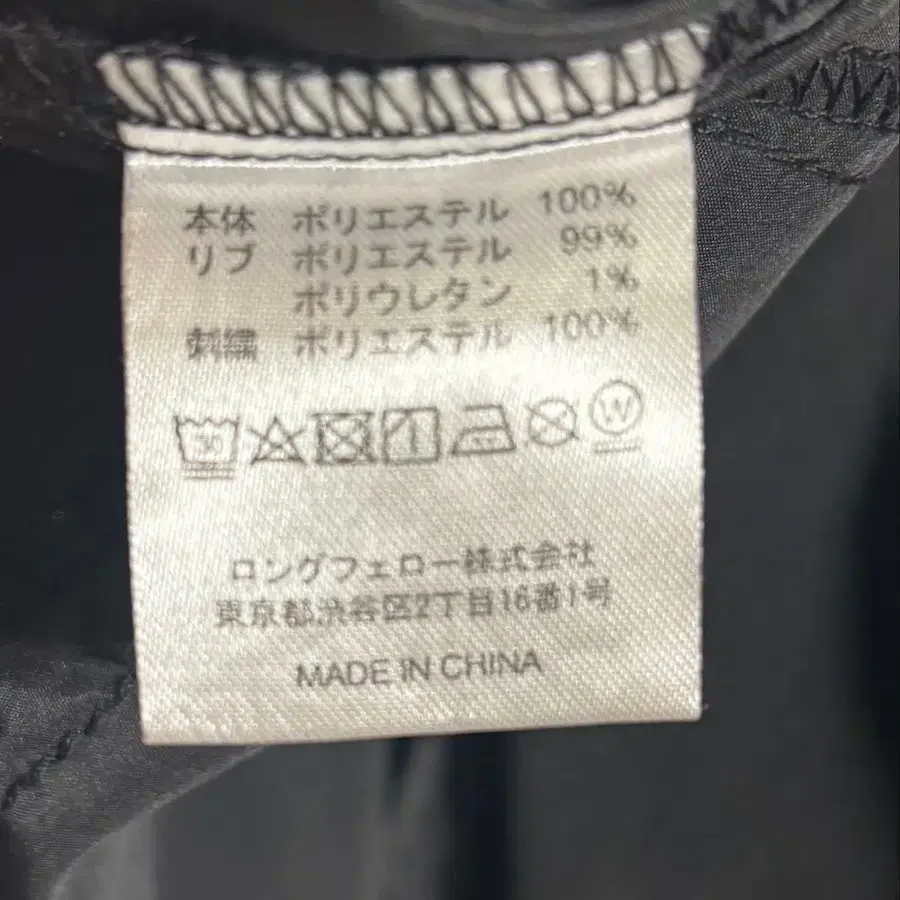 本体 ポリエステル 100%
リブ ポリエステル 99%
ポリウレタン 1%
刺繍 ポリエステル 100%
30 W
ロングフェロー株式会社
東京都渋谷区2丁目16番1号
MADE IN CHINA